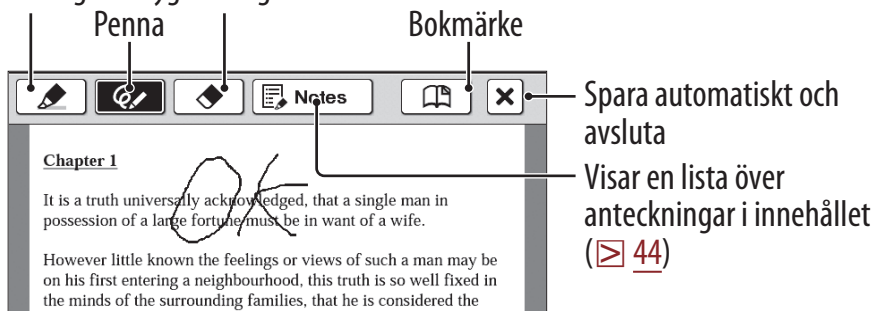 Penna
Bokmärke
Notes
Spara automatiskt och
avsluta
Visar en lista över
anteckningar i innehållet
(> 44)
Chapter 1
OK
It is a truth universally acknowledged, that a single man in
possession of a large fortune must be in want of a wife.
However little known the feelings or views of such a man may be
on his first entering a neighbourhood, this truth is so well fixed in
the minds of the surrounding families, that he is considered the